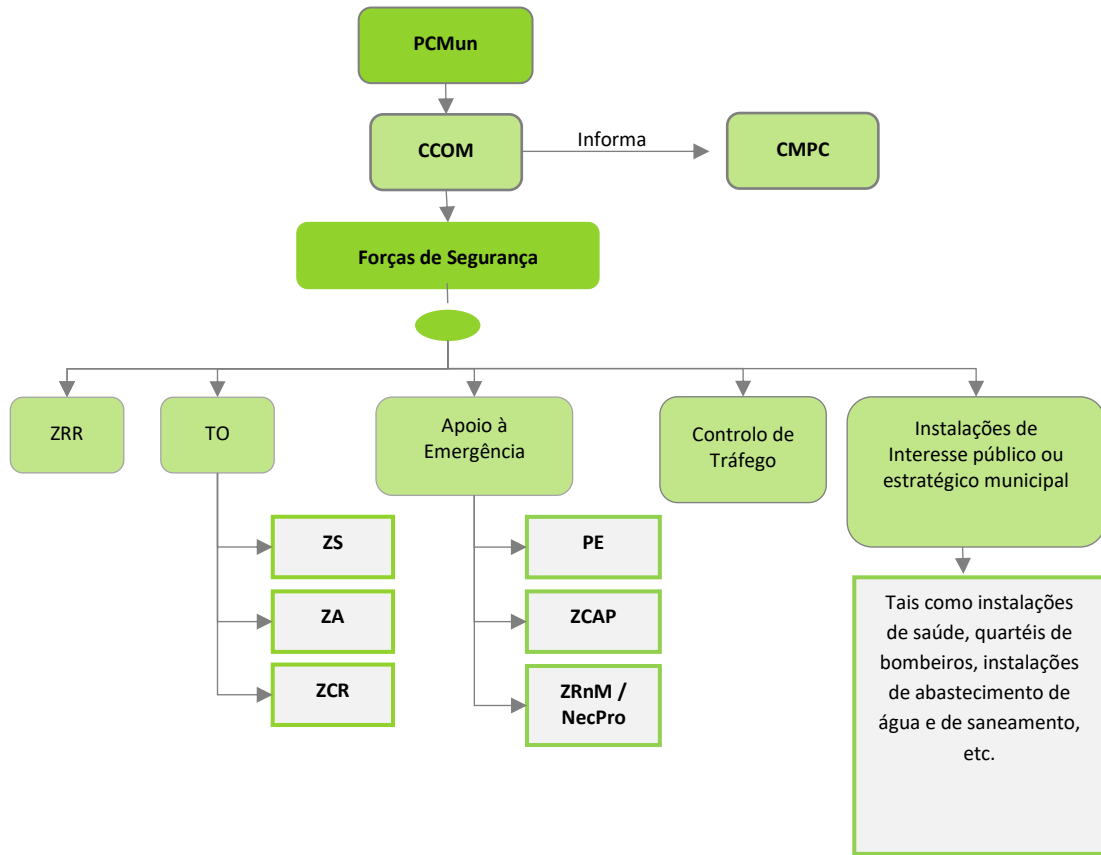 PCMun
CCOM
Informa
CMPC
Forças de Segurança
ZRR
TO
Apoio à
Emergência
Controlo de
Tráfego
Instalações de
Interesse público ou
estratégico municipal
ZS
ZA
ZCR
PE
ZCAP
ZRnM /
NecPro
Tais como instalações
de saúde, quartéis de
bombeiros, instalações
de abastecimento de
água e de saneamento,
etc.